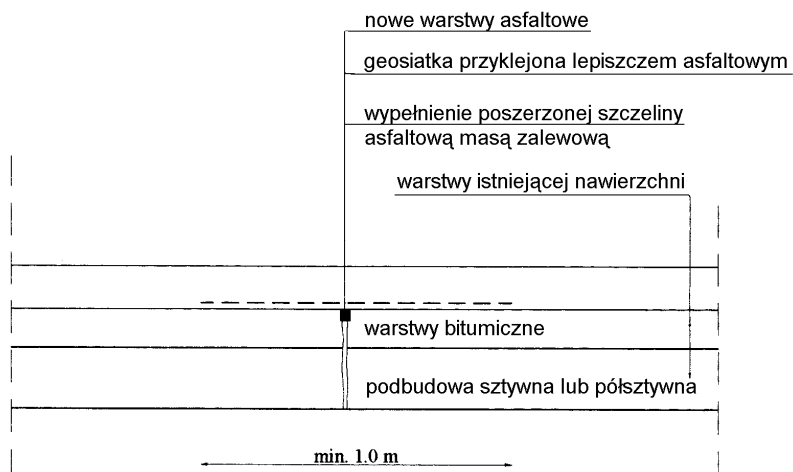 nowe warstwy asfaltowe
geosiatka przyklejona lepiszczem asfaltowym
wypełnienie poszerzonej szczeliny
asfaltową masą zalewową
warstwy istniejącej nawierzchni
warstwy bitumiczne
podbudowa sztywna lub półsztywna
min. 1.0 m